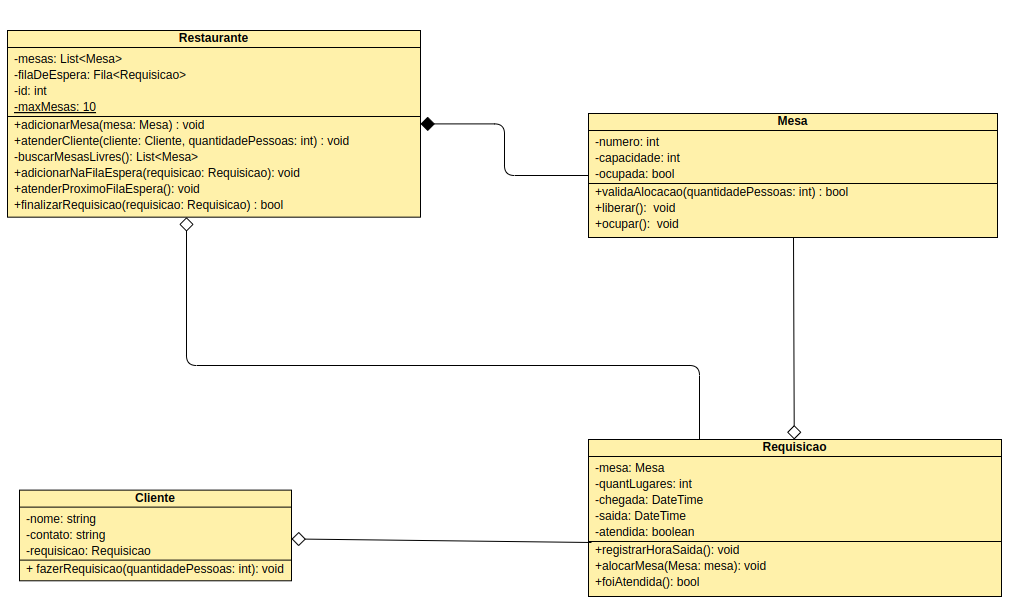 Restaurante
-mesas: List<Mesa>
-filaDeEspera: Fila<Requisicao>
-id: int
-maxMesas: 10
+adicionarMesa(mesa: Mesa) : void
+atenderCliente(cliente: Cliente, quantidadePessoas: int) : void
-buscarMesasLivres(): List<Mesa>
+adicionarNaFilaEspera(requisicao: Requisicao): void
+atenderProximoFilaEspera(): void
+finalizarRequisicao(requisicao: Requisicao) : bool
Mesa
-numero: int
-capacidade: int
-ocupada: bool
+validaAlocacao(quantidadePessoas: int) : bool
+liberar(): void
+ocupar(): void
Requisicao
-mesa: Mesa
-quantLugares: int
-chegada: DateTime
-saida: DateTime
-atendida: boolean
+registrarHoraSaida(): void
+alocarMesa(Mesa: mesa): void
+foiAtendida(): bool
Cliente
-nome: string
-contato: string
-requisicao: Requisicao
+ fazerRequisicao(quantidadePessoas: int): void